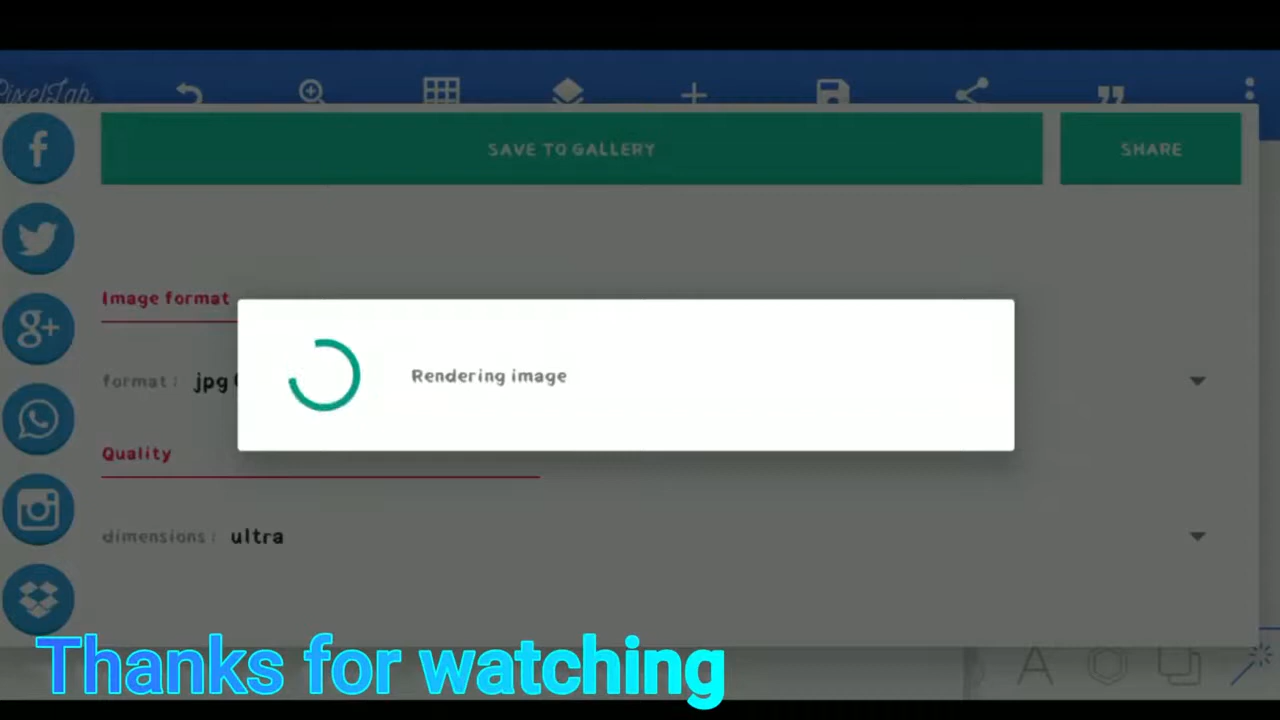 PixelLab
SAVE TO GALLERY
SHARE
Image format
format : jpg
Rendering image
Quality
dimensions : ultra
Thanks for watching